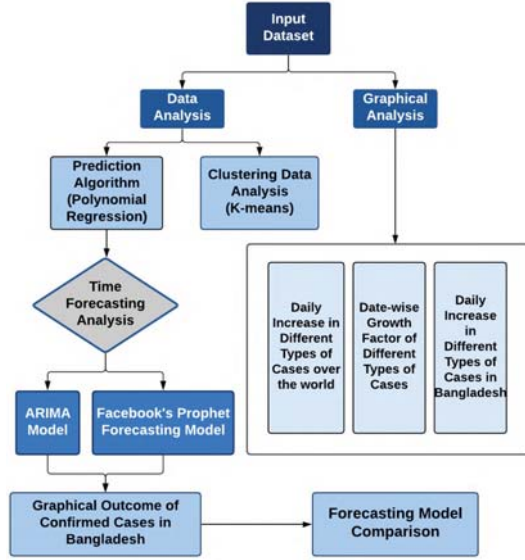 Input
Dataset
Data
Analysis
Graphical
Analysis
Prediction
Algorithm
(Polynomial
Regression)
Clustering Data
Analysis
(K-means)
Time
Forecasting
Analysis
Daily
Increase in
Different
Types of
Cases over
the world
Date-wise
Growth
Factor of
Different
Types of
Cases
Daily
Increase
in
Different
Types of
Cases in
Bangladesh
ARIMA
Model
Facebook's Prophet
Forecasting Model
Graphical Outcome of
Confirmed Cases in
Bangladesh
Forecasting Model
Comparison